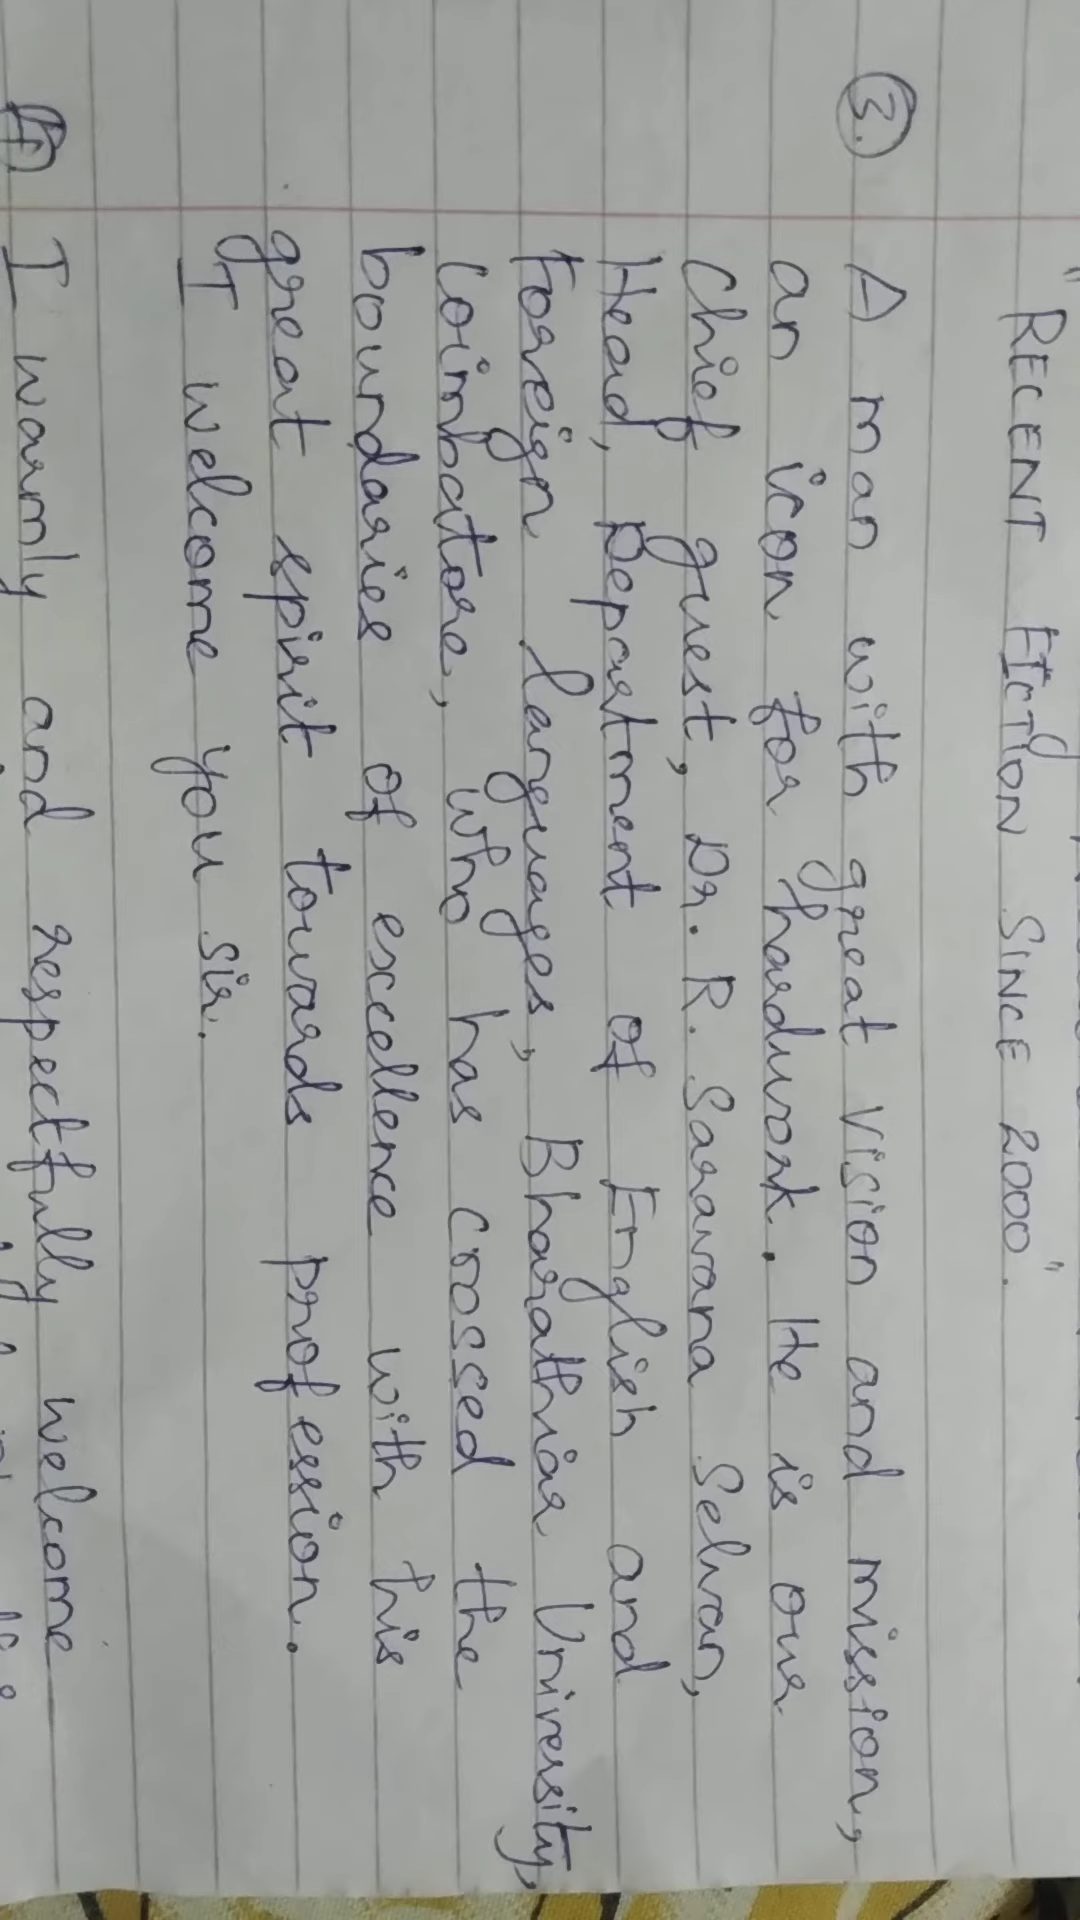 "RECENT FICTION SINCE 2000".
3. A man with great vision and mission,
an icon for hardwork. He is our
Chief guest, Dr. R. Saravana Selvan,
Head, Department of English and
Foreign languages, Bharathiar University,
Coimbatore, who has crossed the
boundaries of excellence with his
great spirit towards profession.
I welcome you sir.
4. I warmly and respectfully welcome